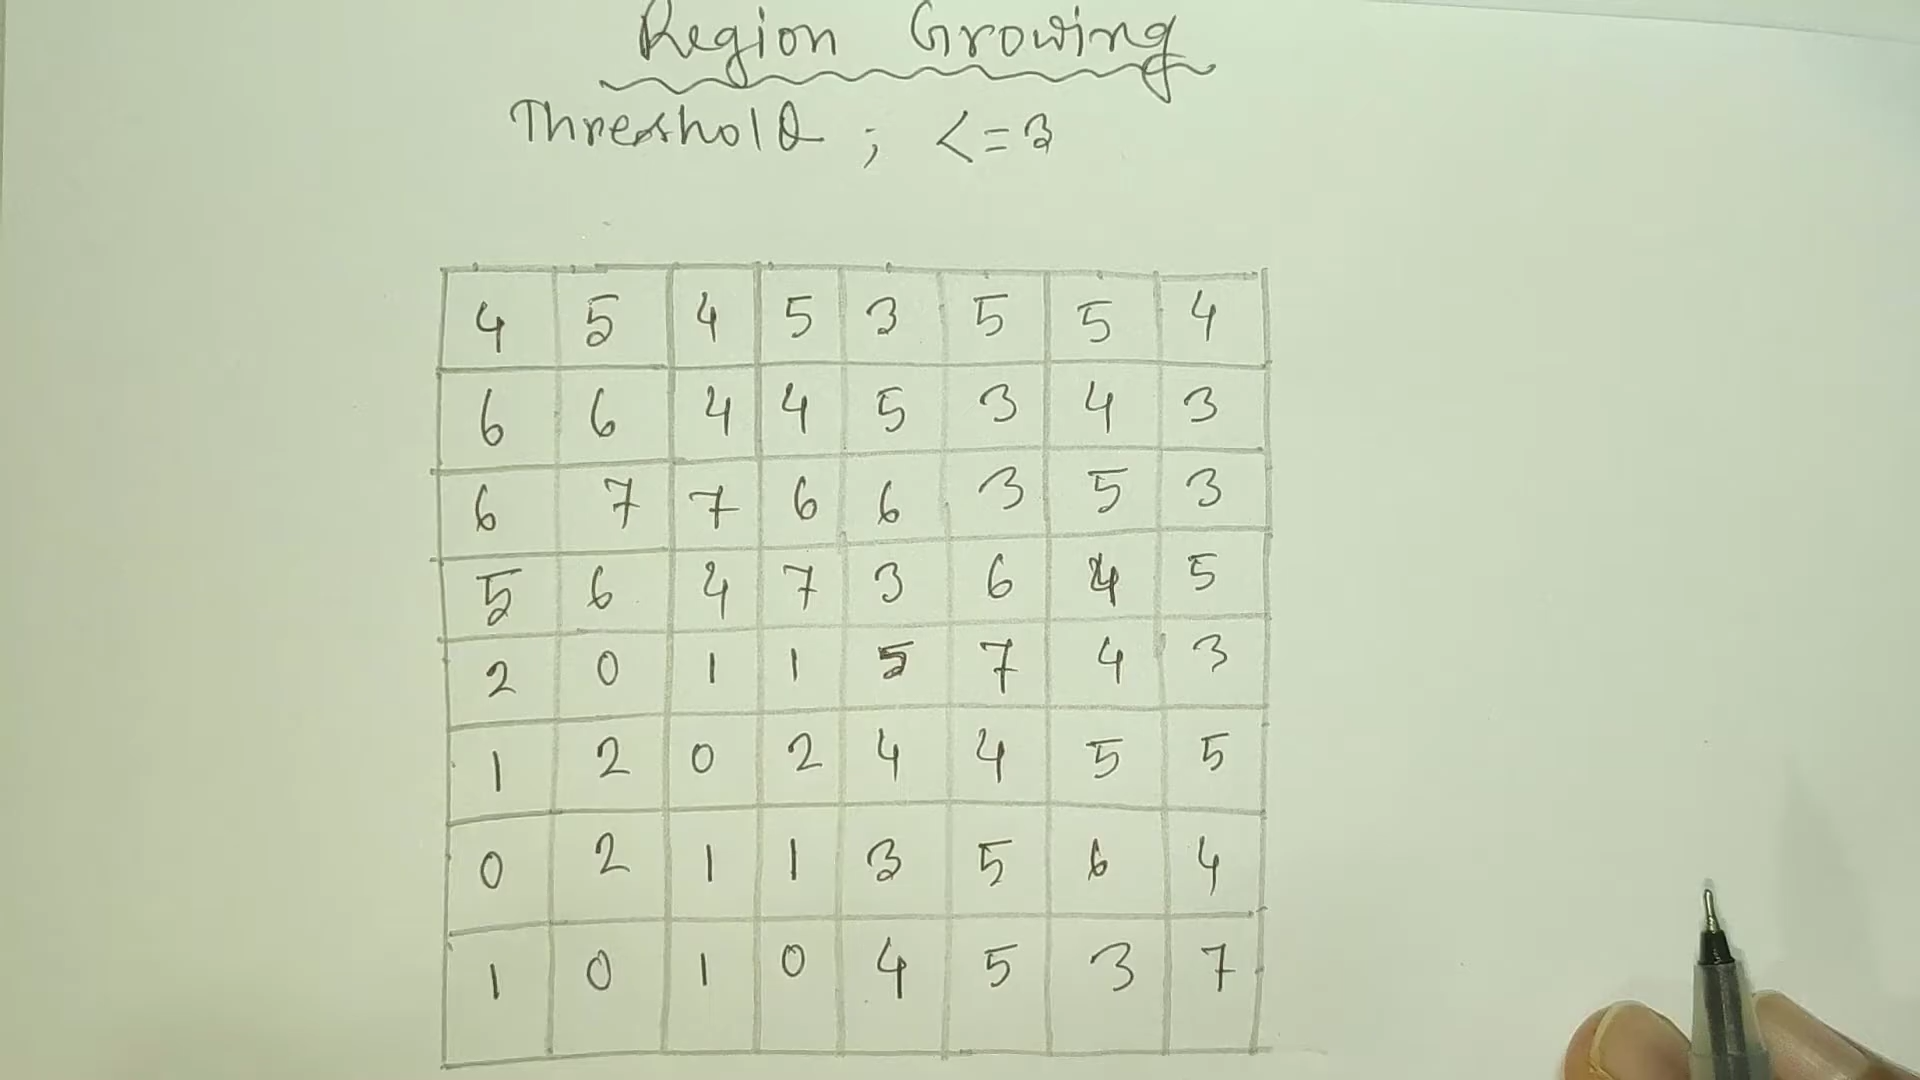 Region Growing
Threshold ; <=3
4 5 4 5 3 5 5 4
6 6 4 4 5 3 4 3
6 7 7 6 6 3 5 3
5 6 4 7 3 6 4 5
2 0 1 1 5 7 4 3
1 2 0 2 4 4 5 5
0 2 1 1 3 5 6 4
1 0 1 0 4 5 3 7